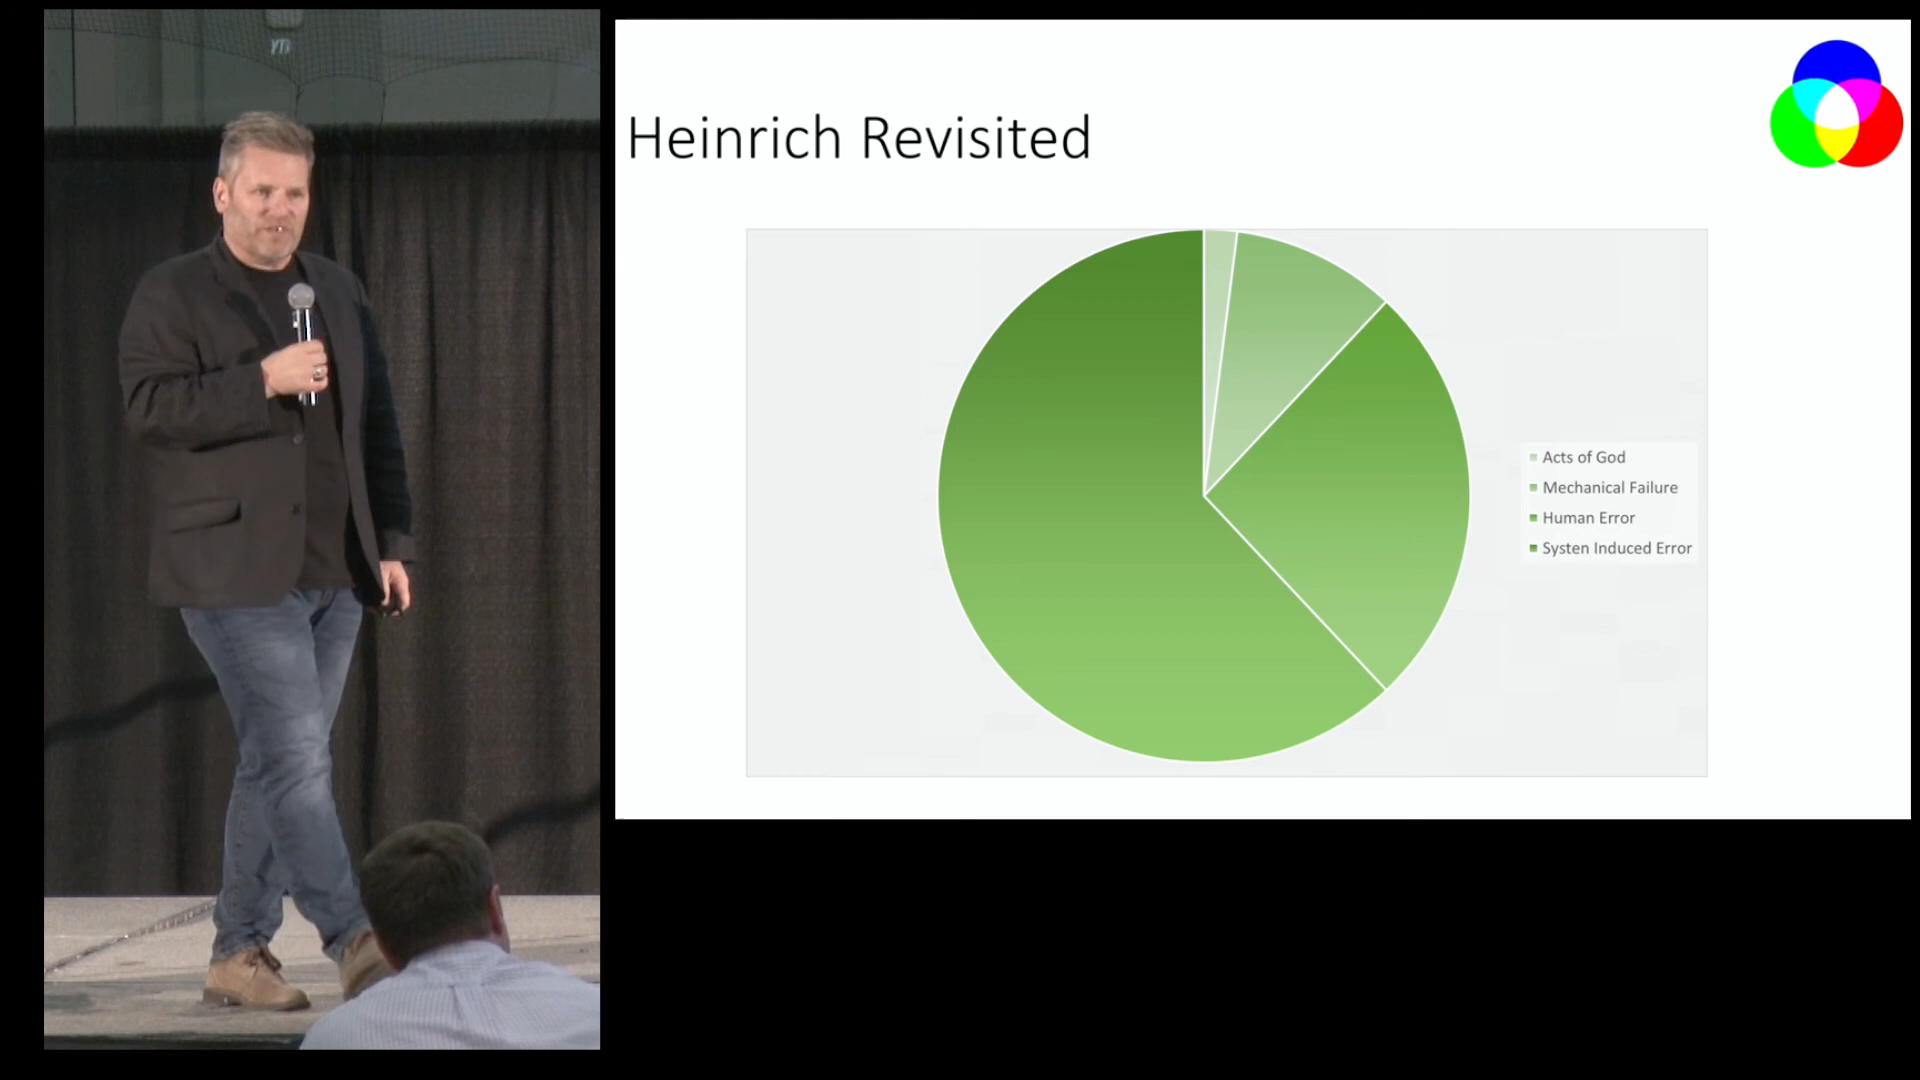 Heinrich Revisited
Acts of God
Mechanical Failure
Human Error
Systen Induced Error